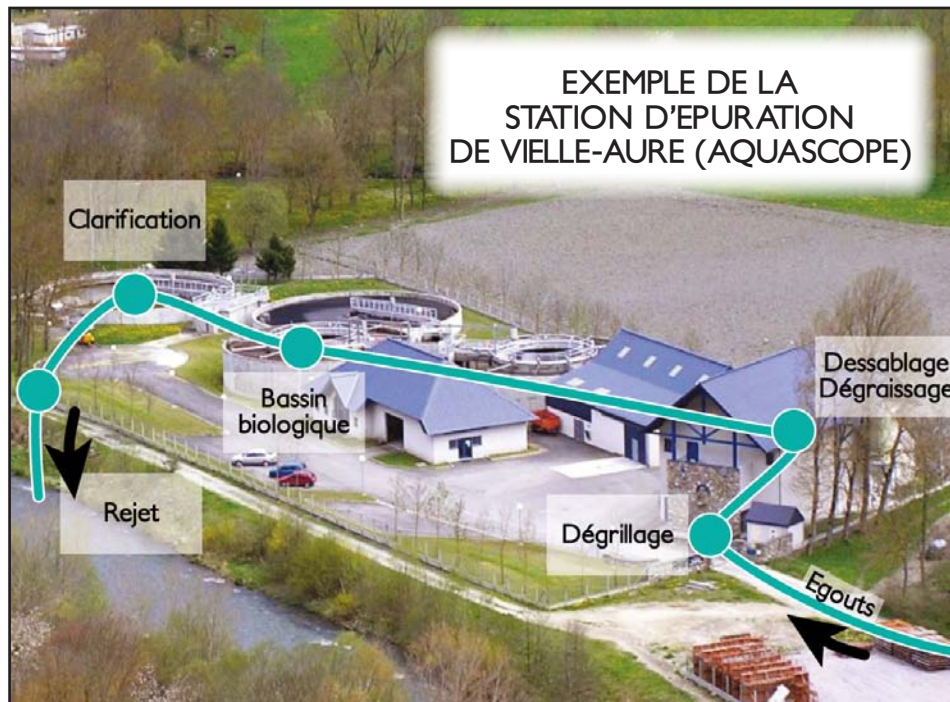 EXEMPLE DE LA
STATION D'EPURATION
DE VIELLE-AURE (AQUASCOPE)
Clarification
Dessablage
Dégraissage
Bassin
biologique
Rejet
Dégrillage
Egouts